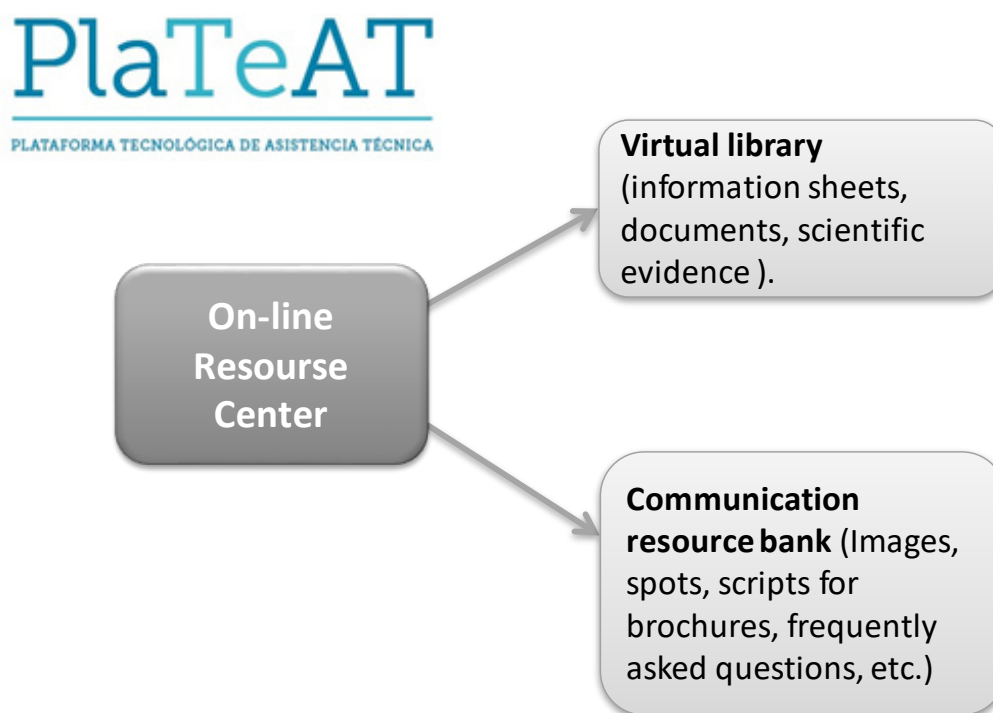 PlaTeAT
PLATAFORMA TECNOLÓGICA DE ASISTENCIA TÉCNICA
On-line
Resourse
Center
Virtual library
(information sheets,
documents, scientific
evidence ).
Communication
resource bank (Images,
spots, scripts for
brochures, frequently
asked questions, etc.)